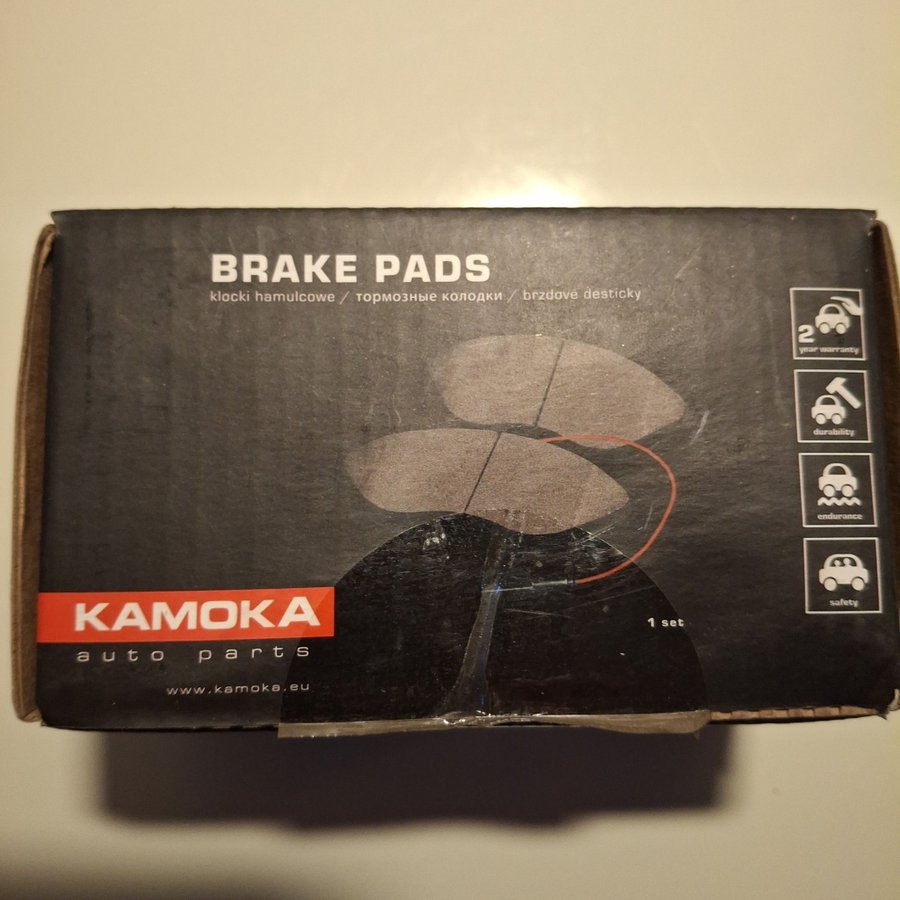 BRAKE PADS
klocki hamulcowe / тормозные колодки / brzdové desticky
2
year warranty
durability
endurance
safety
1 set
KAMOKA
auto parts
www.kamoka.eu